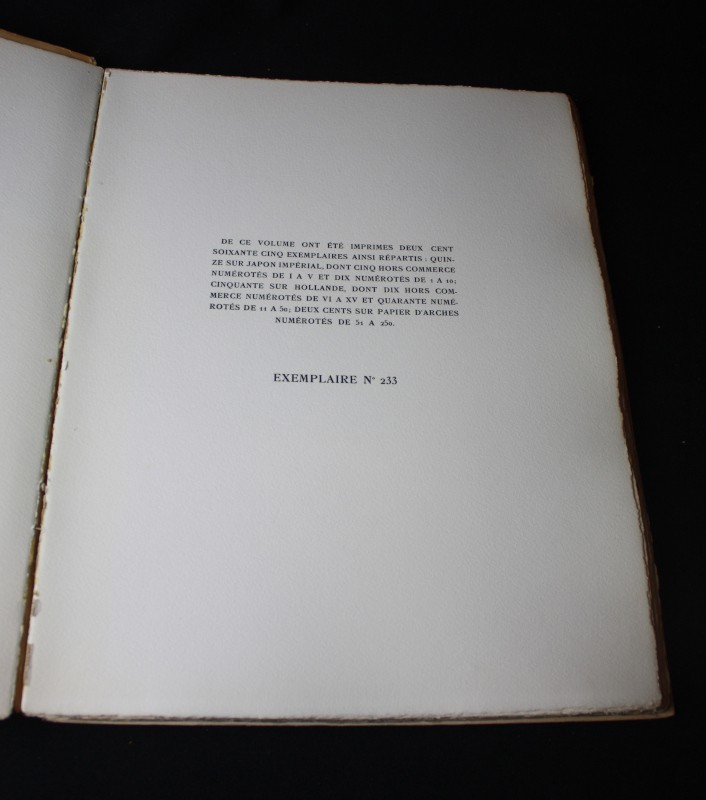 DE CE VOLUME ONT ÉTÉ IMPRIMES DEUX CENT
SOIXANTE CINQ EXEMPLAIRES AINSI RÉPARTIS : QUIN-
ZE SUR JAPON IMPÉRIAL, DONT CINQ HORS COMMERCE
NUMÉROTÉS DE I A V ET DIX NUMÉROTÉS DE 1 A 10;
CINQUANTE SUR HOLLANDE, DONT DIX HORS COM-
MERCE NUMÉROTÉS DE VI A XV ET QUARANTE NUMÉ-
ROTÉS DE 11 A 50; DEUX CENTS SUR PAPIER D'ARCHES
NUMÉROTÉS DE 51 A 250.
EXEMPLAIRE N° 233